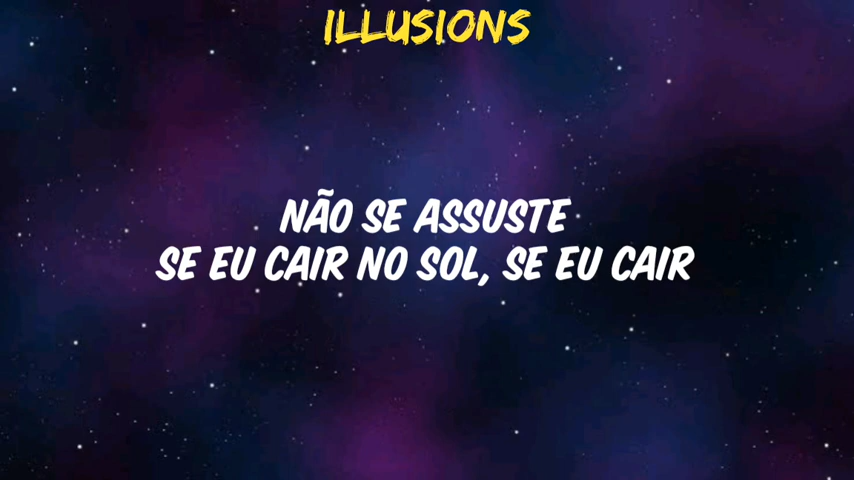 ILLUSIONS
NÃO SE ASSUSTE
SE EU CAIR NO SOL, SE EU CAIR